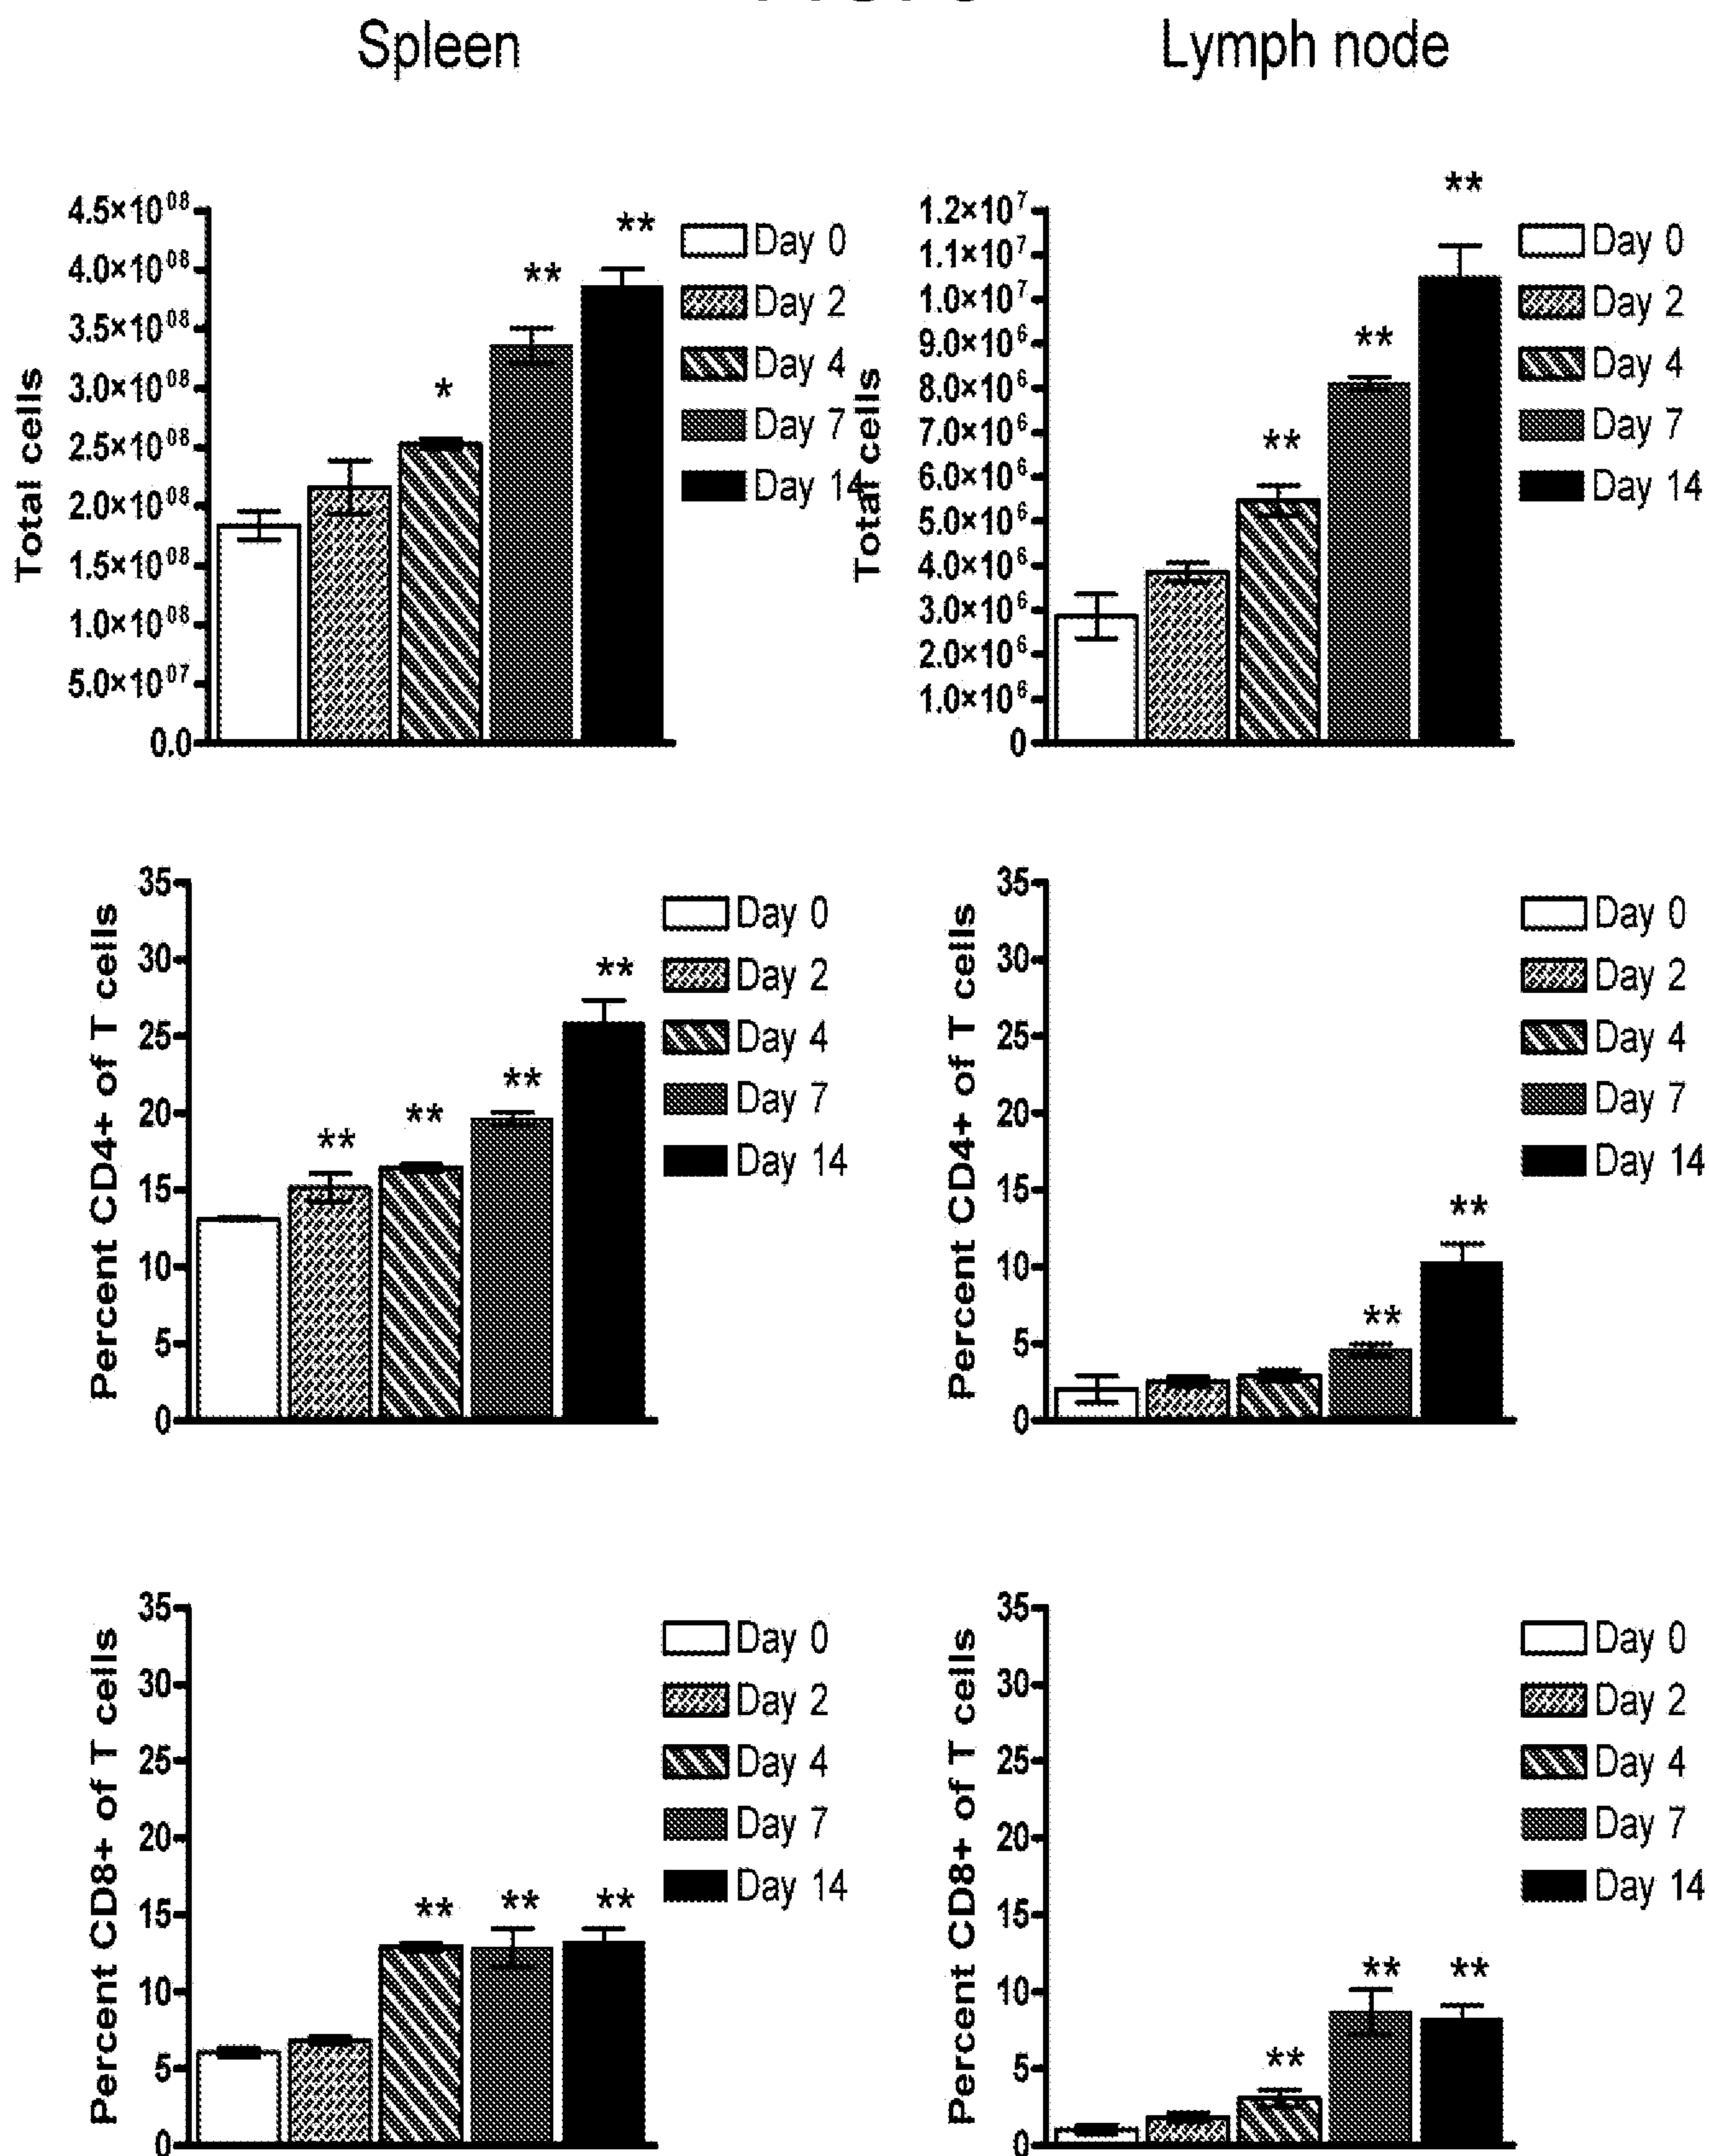 Spleen
Lymph node
Total cells
4.5×10⁰⁸
4.0×10⁰⁸
3.5×10⁰⁸
3.0×10⁰⁸
2.5×10⁰⁸
2.0×10⁰⁸
1.5×10⁰⁸
1.0×10⁰⁸
5.0×10⁰⁷
0.0
*
**
**
Day 0
Day 2
Day 4
Day 7
Day 14
Total cells
1.2×10⁷
1.1×10⁷
1.0×10⁷
9.0×10⁶
8.0×10⁶
7.0×10⁶
6.0×10⁶
5.0×10⁶
4.0×10⁶
3.0×10⁶
2.0×10⁶
1.0×10⁶
0
**
**
**
Day 0
Day 2
Day 4
Day 7
Day 14
Percent CD4+ of T cells
35
30
25
20
15
10
5
0
**
**
**
**
Day 0
Day 2
Day 4
Day 7
Day 14
Percent CD4+ of T cells
35
30
25
20
15
10
5
0
**
**
Day 0
Day 2
Day 4
Day 7
Day 14
Percent CD8+ of T cells
35
30
25
20
15
10
5
0
**
**
**
Day 0
Day 2
Day 4
Day 7
Day 14
Percent CD8+ of T cells
35
30
25
20
15
10
5
0
**
**
**
Day 0
Day 2
Day 4
Day 7
Day 14